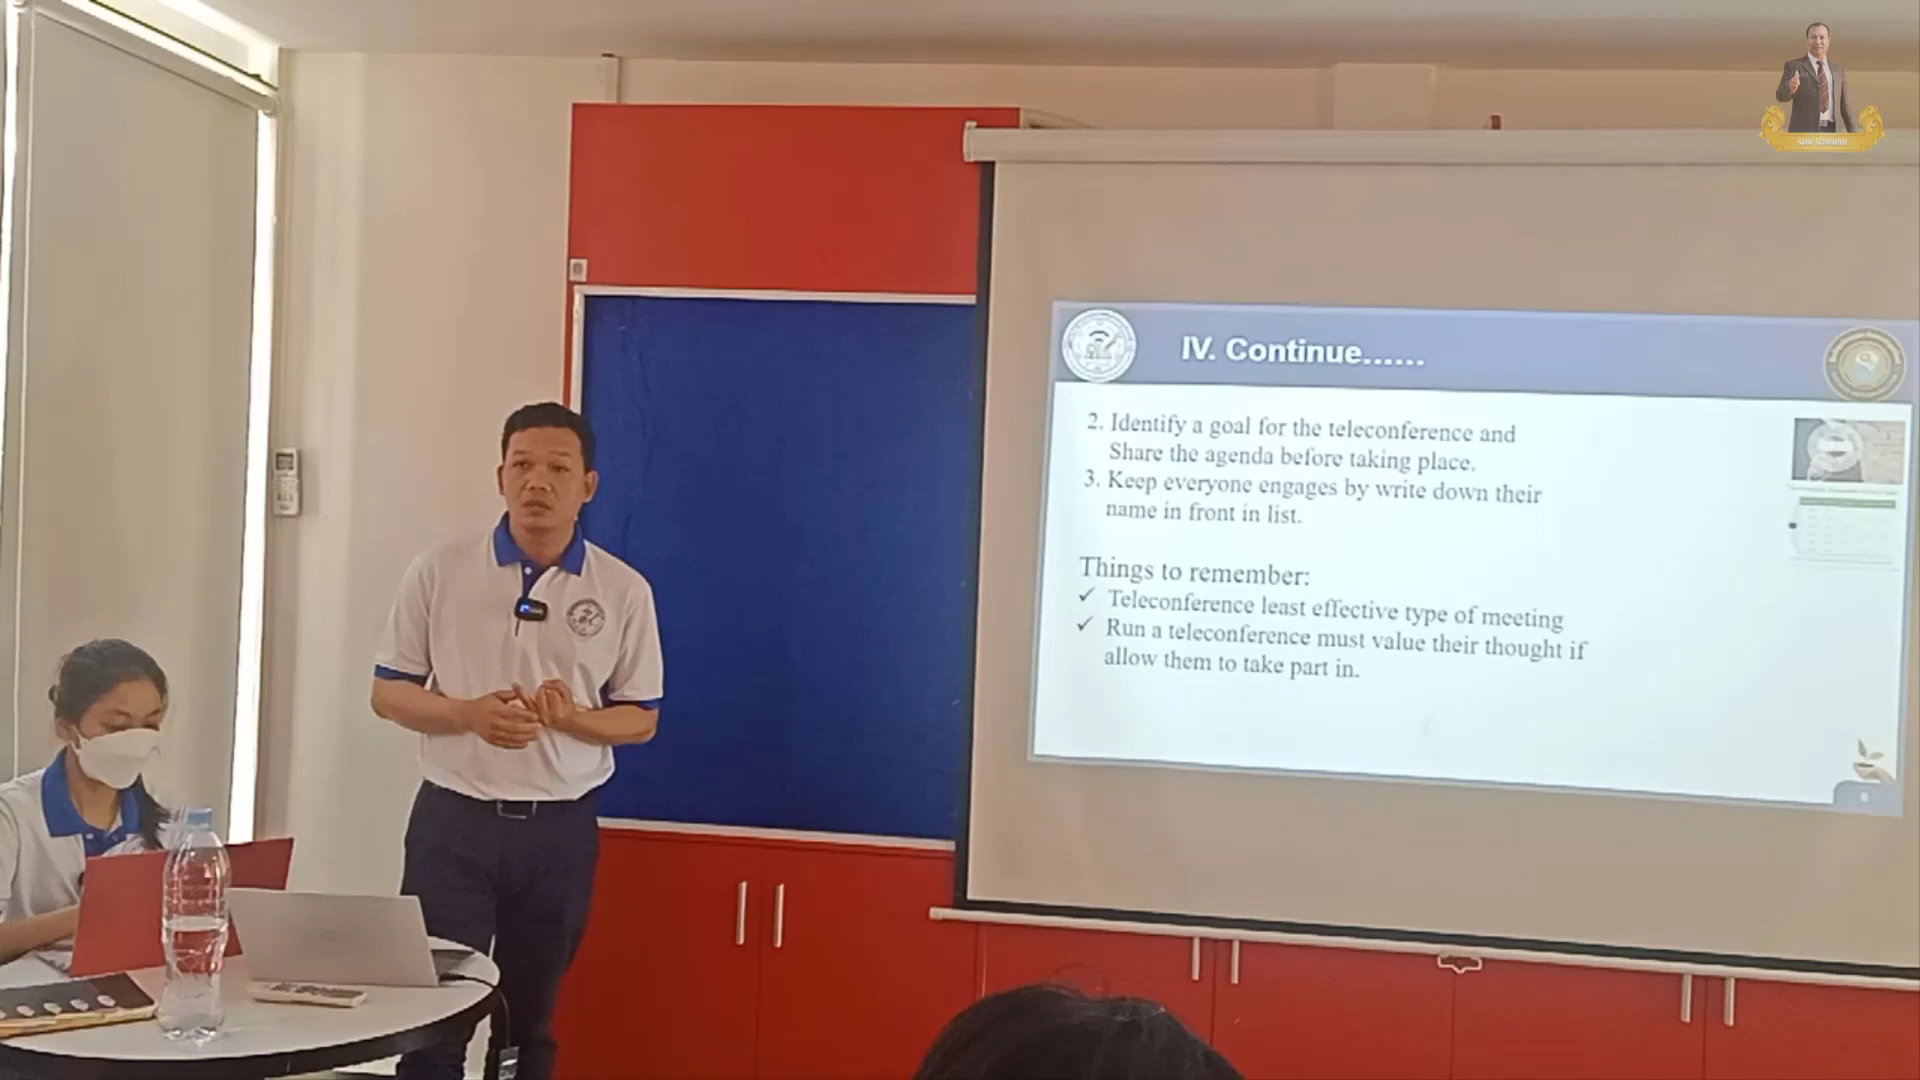 IV. Continue......
2. Identify a goal for the teleconference and
Share the agenda before taking place.
3. Keep everyone engages by write down their
name in front in list.
Things to remember:
✓ Teleconference least effective type of meeting
✓ Run a teleconference must value their thought if
allow them to take part in.